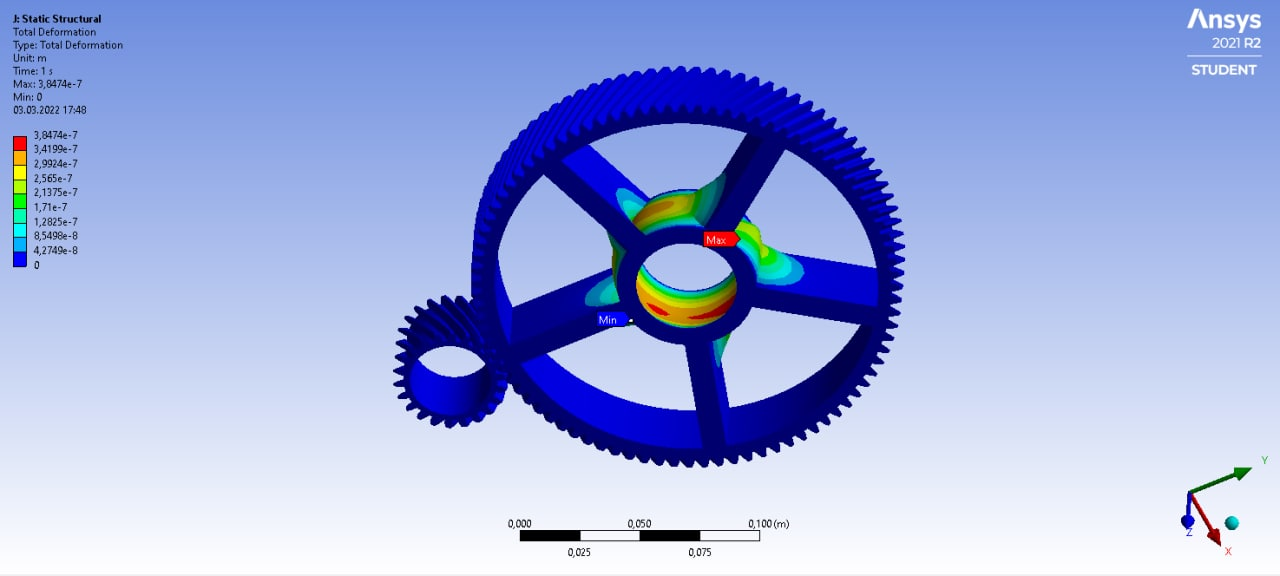 J: Static Structural
Total Deformation
Type: Total Deformation
Unit: m
Time: 1 s
Max: 3,8474e-7
Min: 0
03.03.2022 17:48
3,8474e-7
3,4199e-7
2,9924e-7
2,565e-7
2,1375e-7
1,71e-7
1,2825e-7
8,5498e-8
4,2749e-8
0
Ansys
2021 R2
STUDENT
Max
Min
0,000 0,050 0,100 (m)
0,025 0,075
Y
Z
X